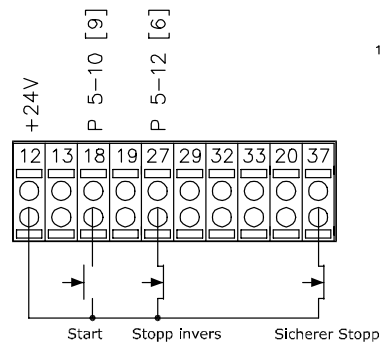 +24V
P 5-10 [9]
P 5-12 [6]
1
12 13 18 19 27 29 32 33 20 37
Start Stopp invers Sicherer Stopp